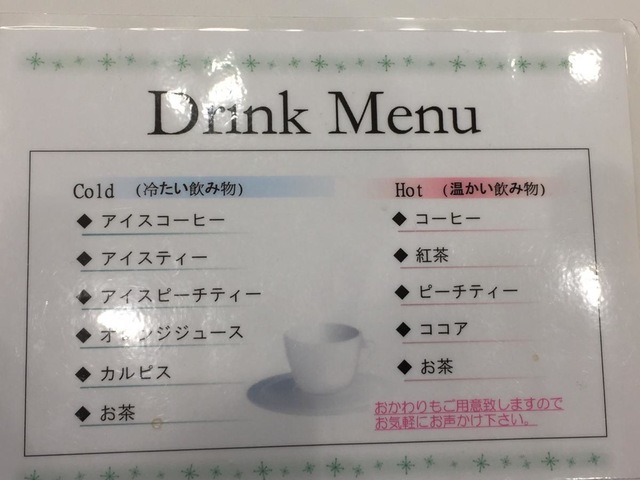 Drink Menu
Cold (冷たい飲み物)
◆ アイスコーヒー
◆ アイスティー
◆ アイスピーチティー
◆ オレンジジュース
◆ カルピス
◆ お茶
Hot (温かい飲み物)
◆ コーヒー
◆ 紅茶
◆ ピーチティー
◆ ココア
◆ お茶
おかわりもご用意致しますので
お気軽にお声かけ下さい。